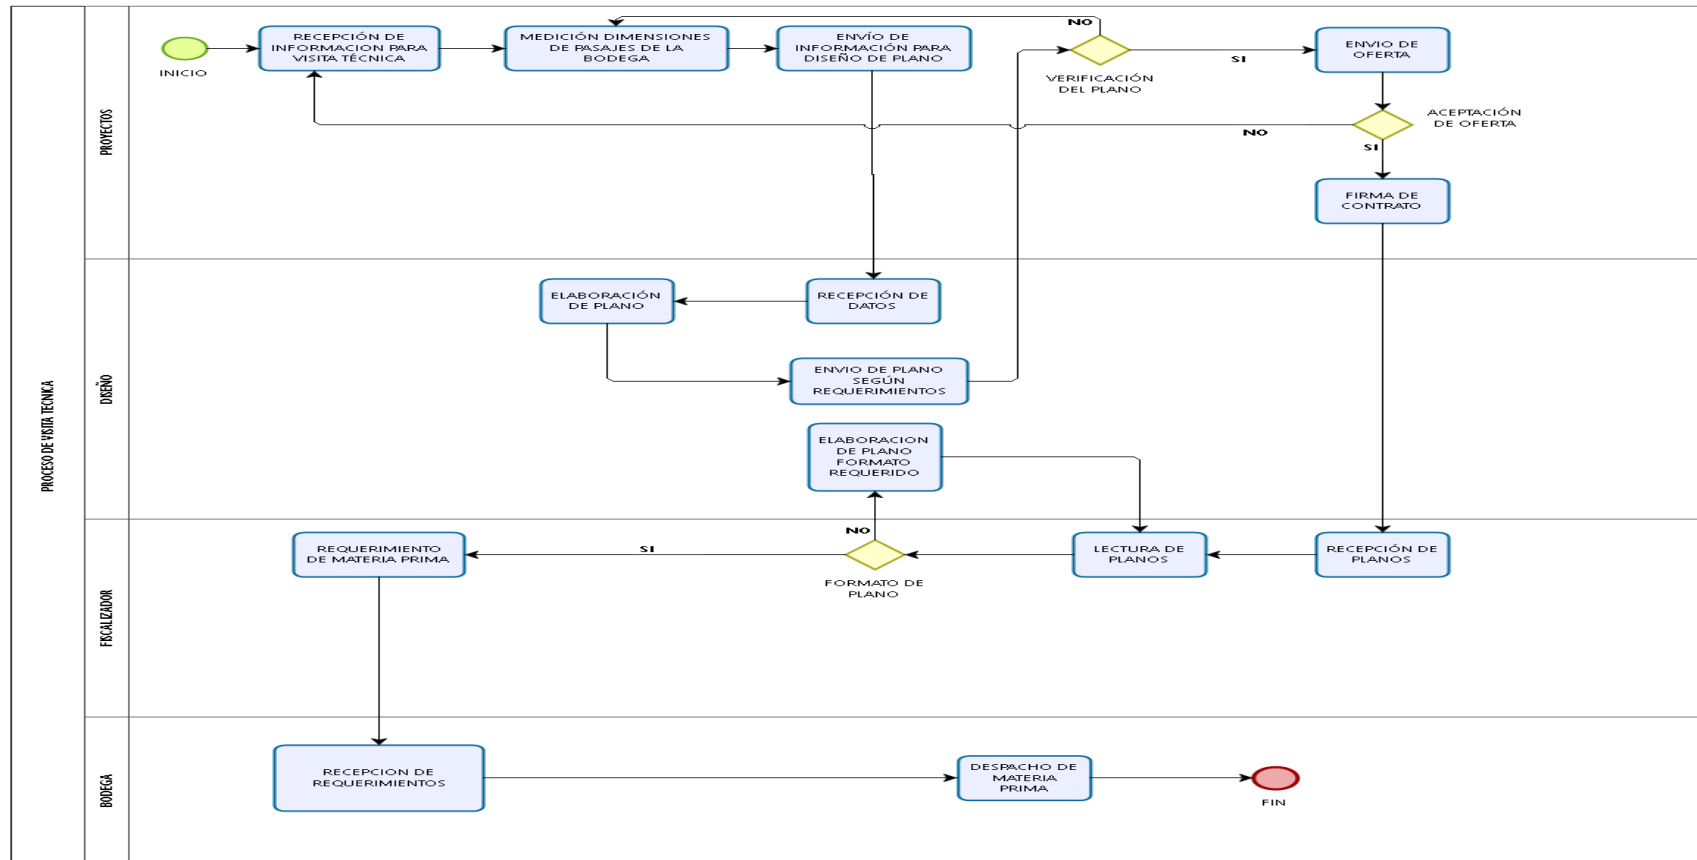 PROCESO DE VISITA TECNICA
PROYECTOS
INICIO
RECEPCIÓN DE
INFORMACION PARA
VISITA TÉCNICA
MEDICIÓN DIMENSIONES
DE PASAJES DE LA
BODEGA
ENVÍO DE
INFORMACIÓN PARA
DISEÑO DE PLANO
NO
VERIFICACIÓN
DEL PLANO
SI
ENVIO DE
OFERTA
ACEPTACIÓN
DE OFERTA
NO
SI
FIRMA DE
CONTRATO
DISEÑO
ELABORACIÓN
DE PLANO
RECEPCIÓN DE
DATOS
ENVIO DE PLANO
SEGÚN
REQUERIMIENTOS
ELABORACION
DE PLANO
FORMATO
REQUERIDO
FISCALIZADOR
REQUERIMIENTO
DE MATERIA PRIMA
SI
NO
FORMATO DE
PLANO
LECTURA DE
PLANOS
RECEPCIÓN DE
PLANOS
BODEGA
RECEPCION DE
REQUERIMIENTOS
DESPACHO DE
MATERIA
PRIMA
FIN